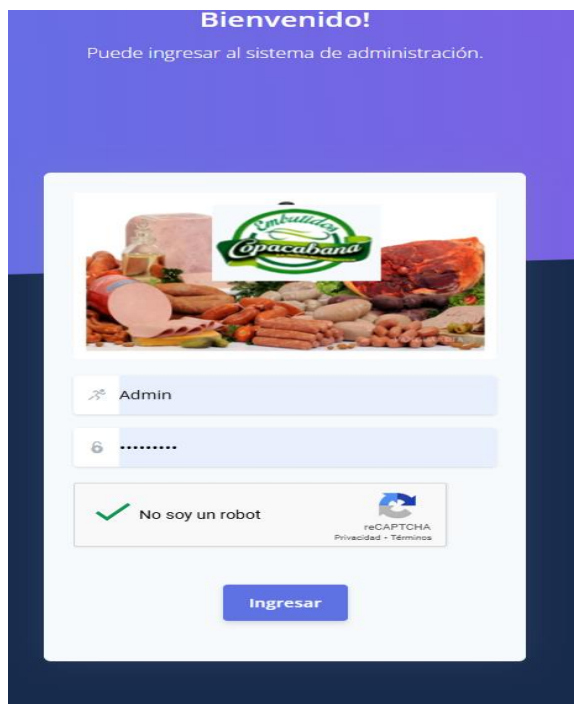 Bienvenido!
Puede ingresar al sistema de administración.
Embutidos
Copacabana
Admin
•••••••••
No soy un robot
reCAPTCHA
Privacidad - Términos
Ingresar